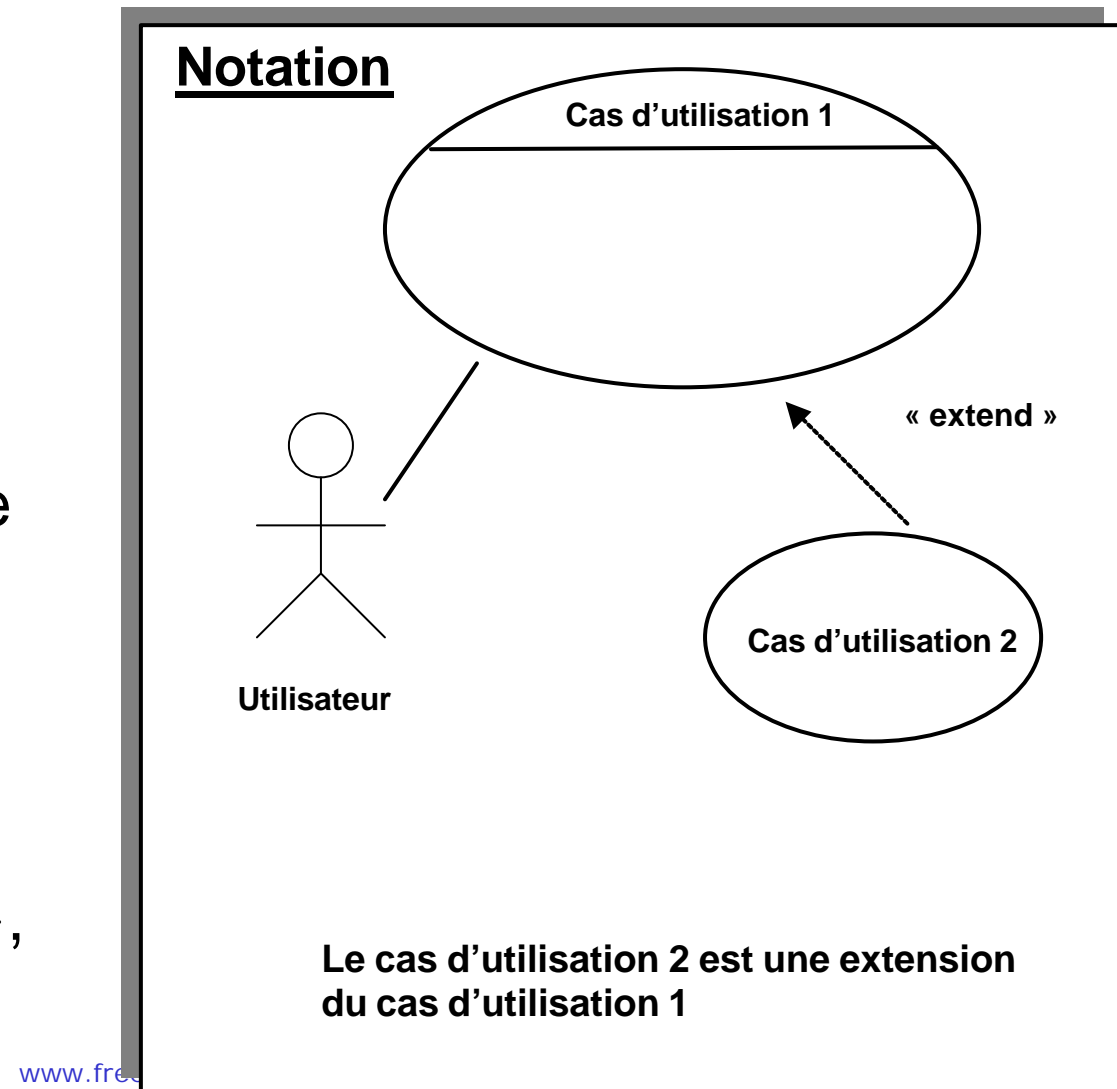 Notation
Cas d’utilisation 1
« extend »
Cas d’utilisation 2
Utilisateur
Le cas d’utilisation 2 est une extension
du cas d’utilisation 1